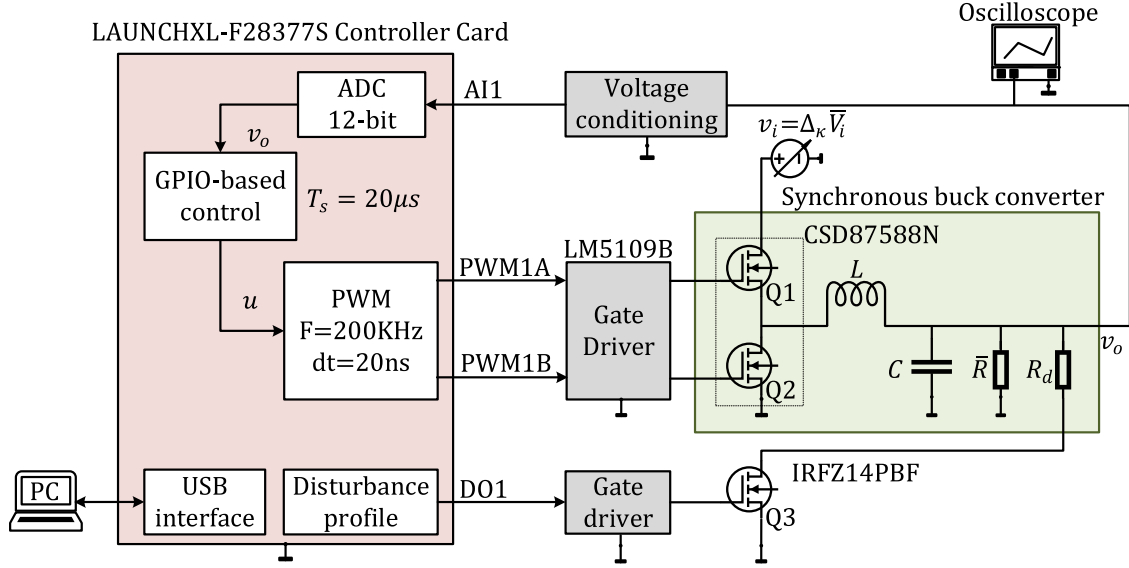 Oscilloscope
LAUNCHXL-F28377S Controller Card
ADC
12-bit
AI1
Voltage
conditioning
v_o
v_i=Δ_κ V̅_i
GPIO-based
control
T_s = 20μs
Synchronous buck converter
CSD87588N
LM5109B
PWM1A
Q1
L
u
PWM
F=200KHz
dt=20ns
Gate
Driver
v_o
PWM1B
Q2
C
R̅
R_d
IRFZ14PBF
PC
USB
interface
Disturbance
profile
DO1
Gate
driver
Q3